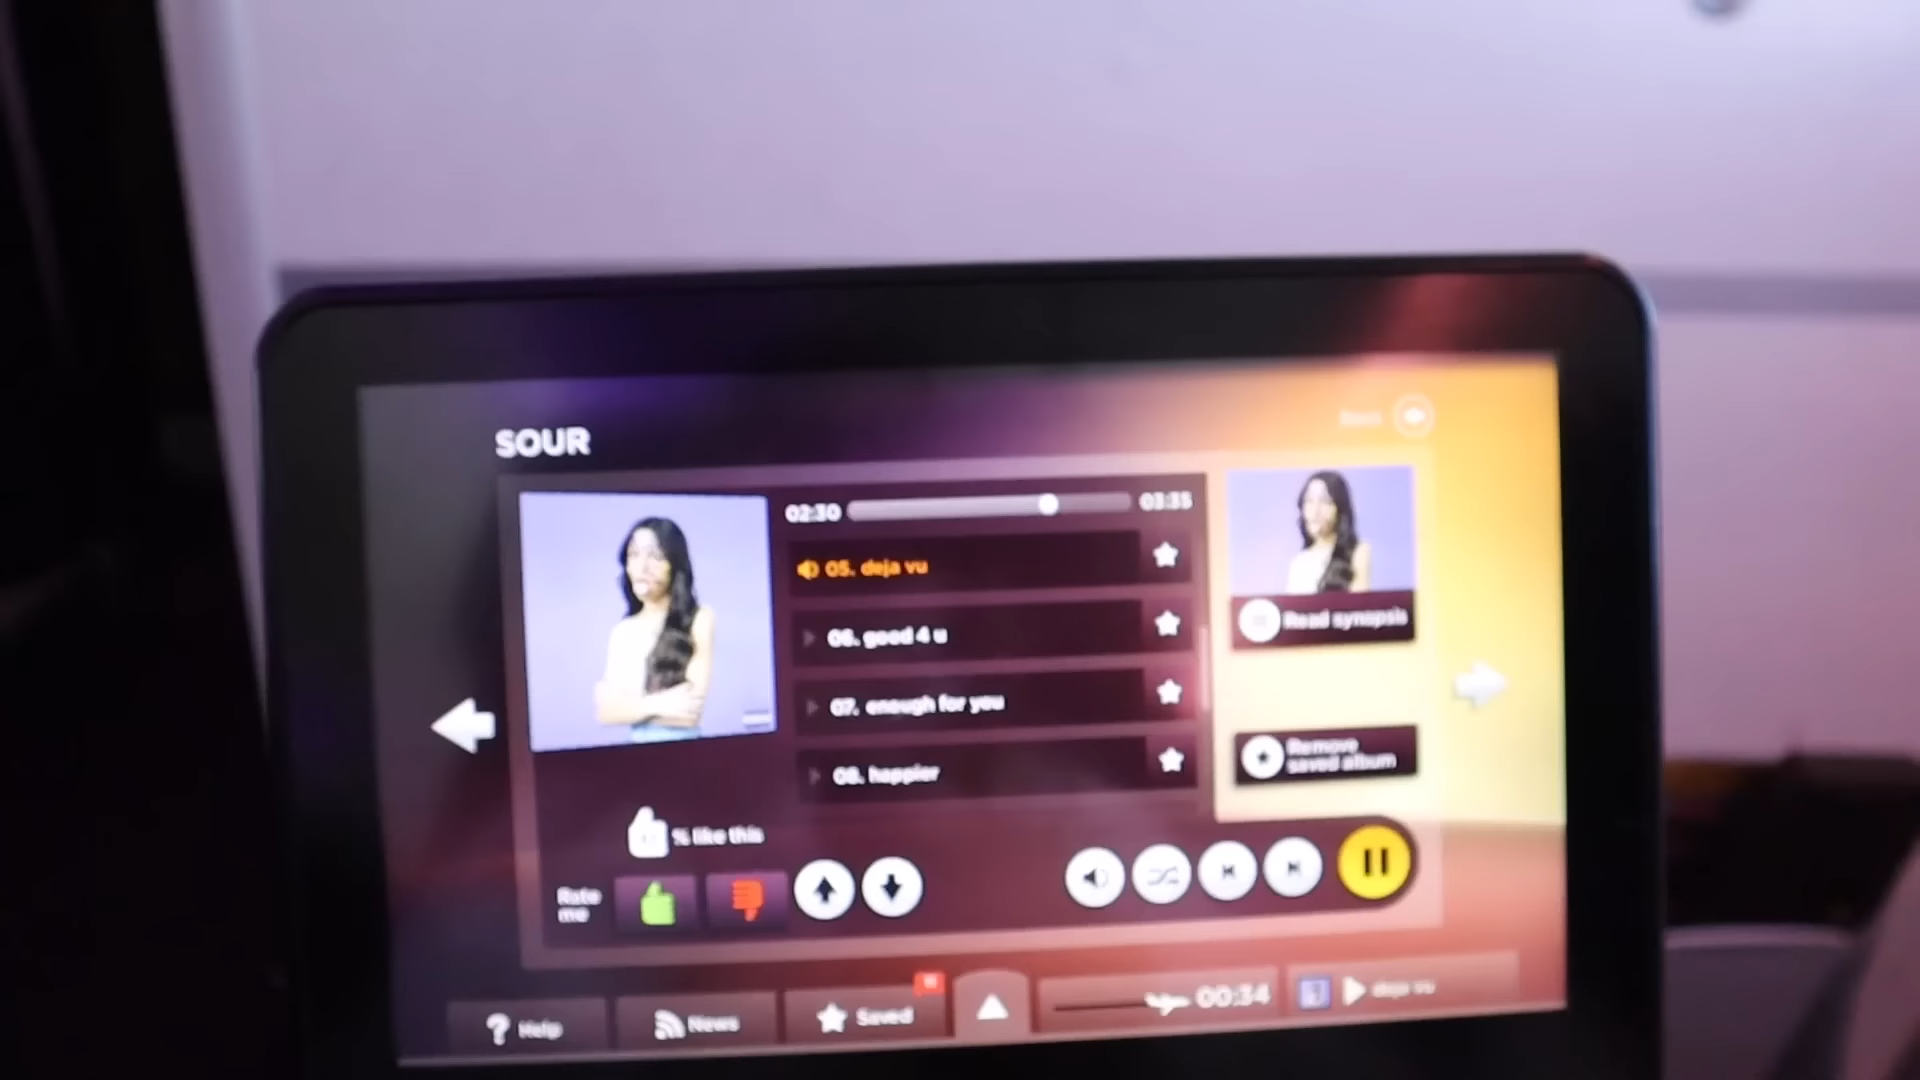 SOUR
Back
02:30
03:35
05. deja vu
06. good 4 u
07. enough for you
08. happier
Read synopsis
Remove
saved album
% like this
Rate
me
Help
News
Saved
00:34
deja vu